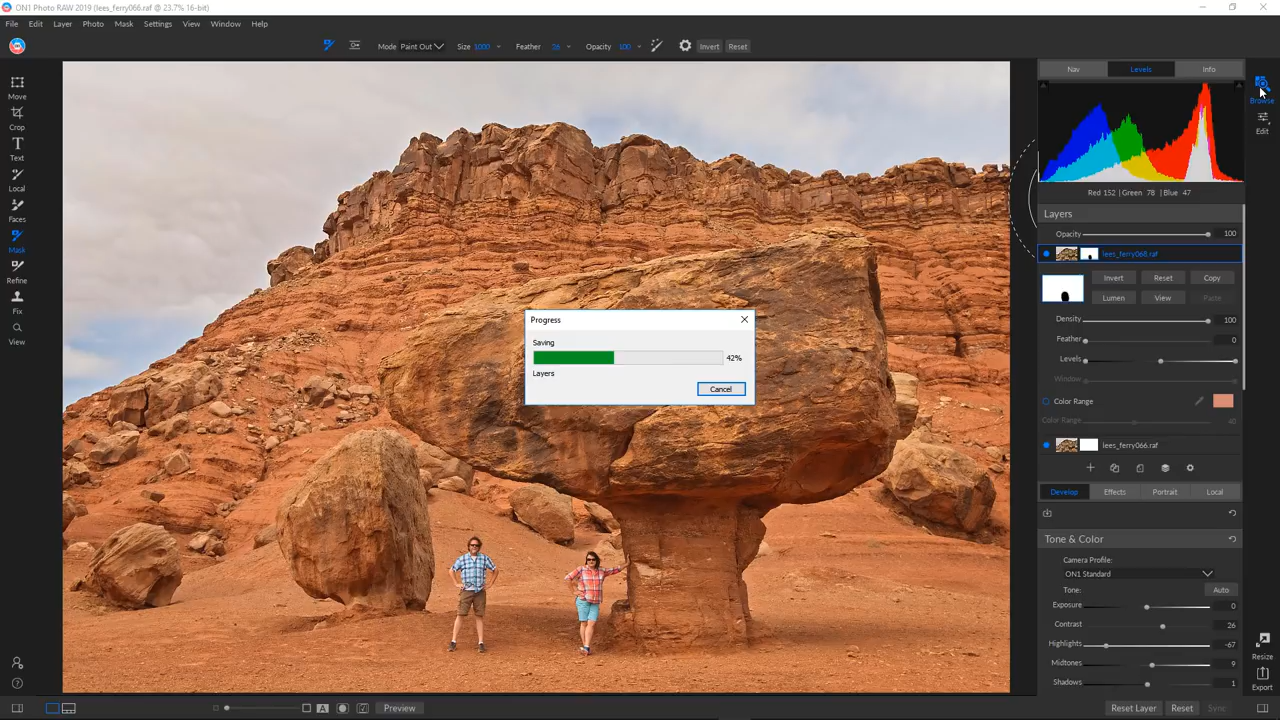 ON1 Photo RAW 2019 (lees_ferry066.raf @ 23.7% 16-bit)
File Edit Layer Photo Mask Settings View Window Help
Mode Paint Out Size 1000 Feather 56 Opacity 100 Invert Reset
Move
Crop
Text
Local
Faces
Mask
Refine
Fix
View
Nav Levels Info
Browse
Edit
Red 152 | Green 78 | Blue 47
Layers
Opacity 100
lees_ferry068.raf
Invert Reset Copy
Lumen View Paste
Density 100
Feather 0
Levels
Window
Color Range
Color Range 40
lees_ferry066.raf
Develop Effects Portrait Local
Tone & Color
Camera Profile:
ON1 Standard
Tone: Auto
Exposure 0
Contrast 26
Highlights -67
Midtones 9
Shadows 1
Progress
Saving
42%
Layers
Cancel
Resize
Export
A Preview
Reset Layer Reset Sync